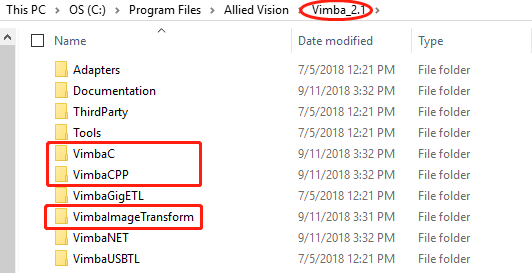 This PC > OS (C:) > Program Files > Allied Vision > Vimba_2.1
Name Date modified Type
Adapters 7/5/2018 12:21 PM File folder
Documentation 9/11/2018 3:32 PM File folder
ThirdParty 7/5/2018 12:21 PM File folder
Tools 7/5/2018 12:21 PM File folder
VimbaC 9/11/2018 3:32 PM File folder
VimbaCPP 9/11/2018 3:32 PM File folder
VimbaGigETL 7/5/2018 12:21 PM File folder
VimbaImageTransform 9/11/2018 3:31 PM File folder
VimbaNET 9/11/2018 3:32 PM File folder
VimbaUSBTL 7/5/2018 12:21 PM File folder